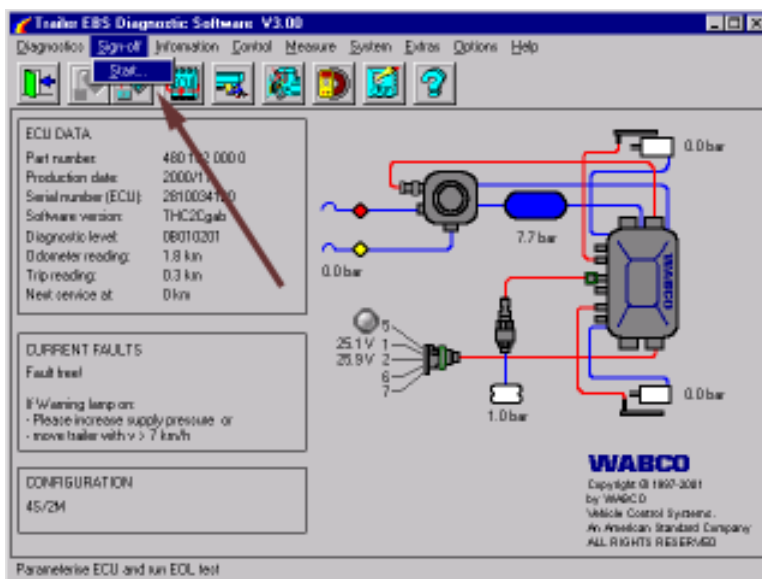 Trailer EBS Diagnostic Software V3.00
Diagnostics Sign-off Information Control Measure System Extras Options Help
Start...
ECU DATA
Part number: 480 102 000 0
Production date: 2000/11
Serial number (ECU):
Software version: THC2Cgab
Diagnostic level: 0B010201
Odometer reading: 1.8 km
Trip reading: 0.3 km
Next service at: 0 km
CURRENT FAULTS
Fault free!
If Warning lamp on:
- Please increase supply pressure or
- move trailer with v > 7 km/h
CONFIGURATION
4S/2M
0.0 bar
7.7 bar
0.0 bar
WABCO
5
25.1 V 1
25.9 V 2
6
7
1.0 bar
0.0 bar
WABCO
Copyright © 1997-2001
by WABCO
Vehicle Control Systems.
An American Standard Company
ALL RIGHTS RESERVED
Parameterise ECU and run EOL test